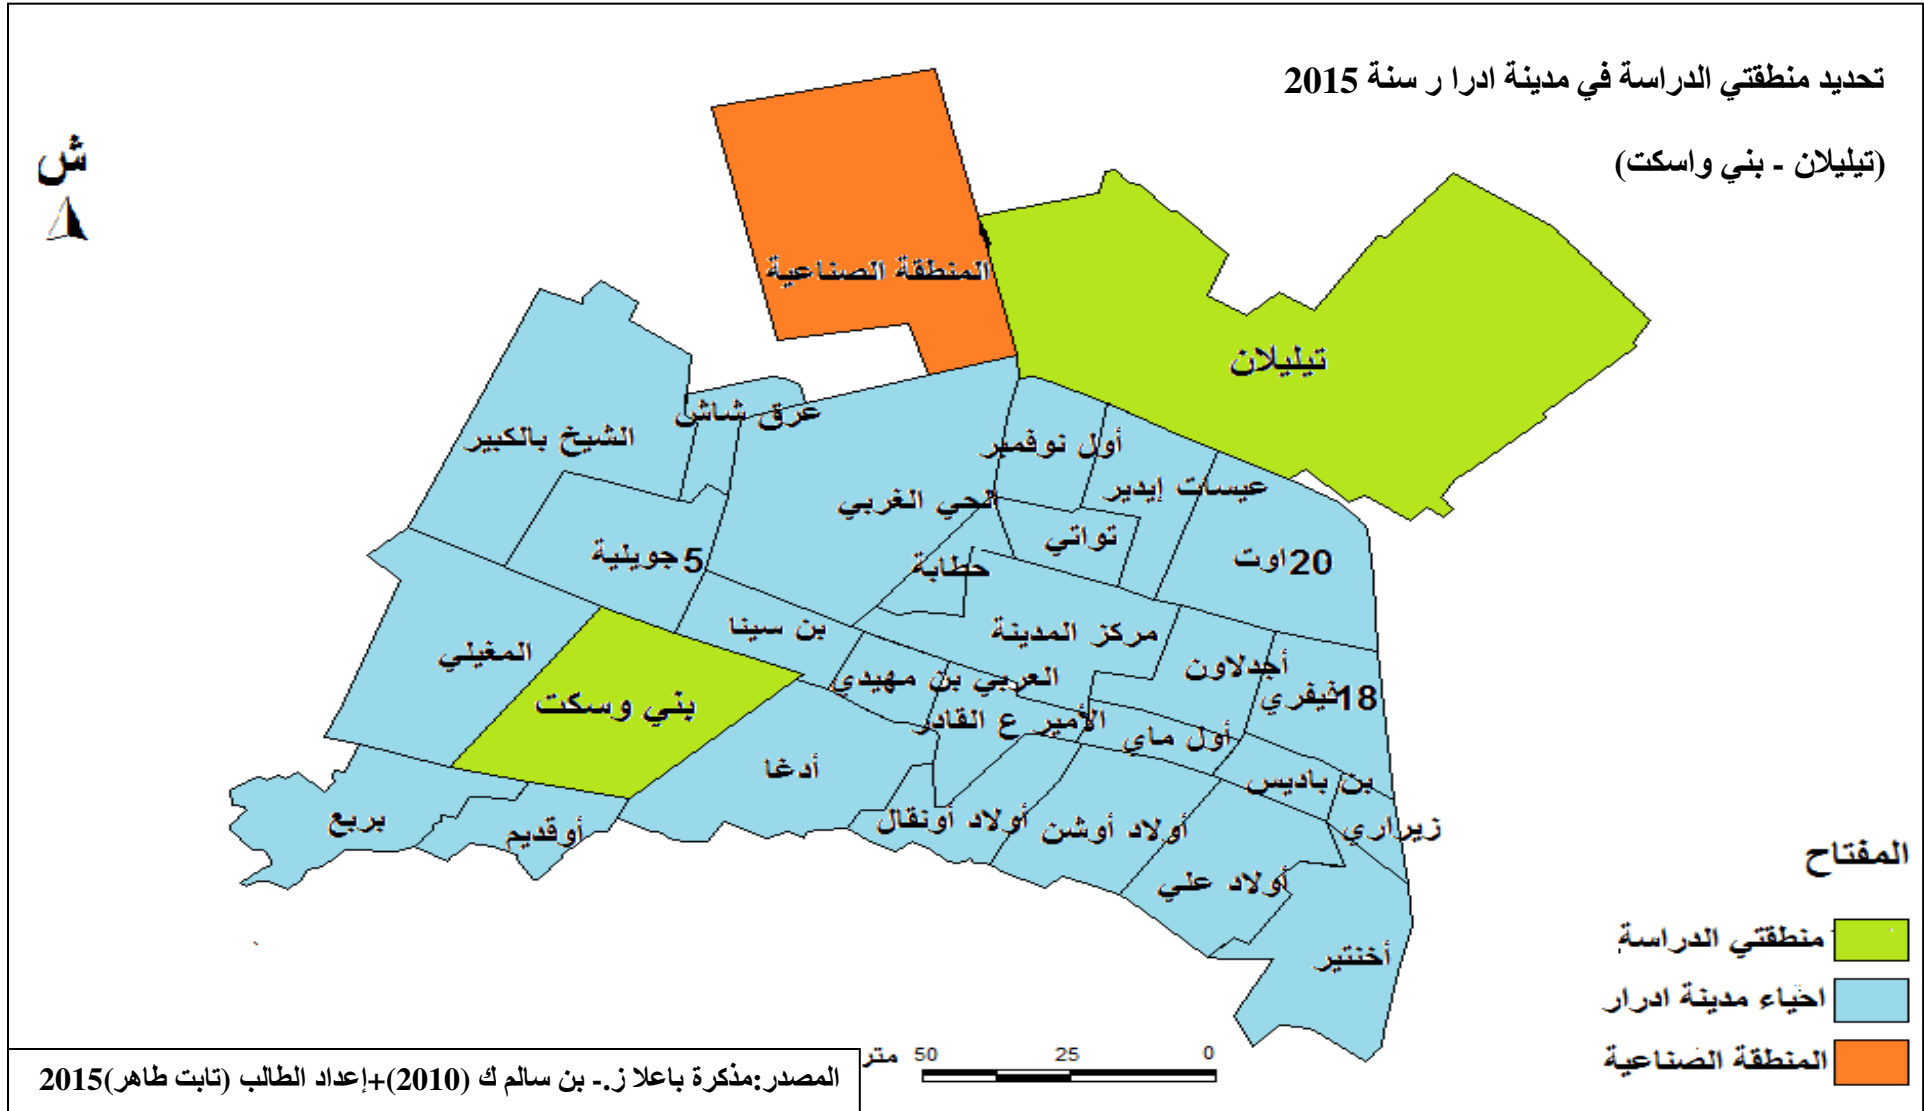 تحديد منطقتي الدراسة في مدينة ادرا ر سنة 2015
(تيليلان - بني واسكت)
ش
المنطقة الصناعية
تيليلان
عرق شاش
الشيخ بالكبير
أول نوفمبر
عيسات إيدير
الحي الغربي
تواتي
20اوت
5جويلية
حطابة
بن سينا
مركز المدينة
المغيلي
أجدلاون
العربي بن مهيدي
18فيفري
بني وسكت
الأمير ع القادر
أول ماي
أدغا
بن باديس
بربع
أوقديم
أولاد أونقال
أولاد أوشن
زيراري
أولاد علي
أخنتير
المفتاح
منطقتي الدراسة
احياء مدينة ادرار
المنطقة الصناعية
متر 50 25 0
المصدر:مذكرة باعلا ز.- بن سالم ك (2010)+إعداد الطالب (تابت طاهر)2015